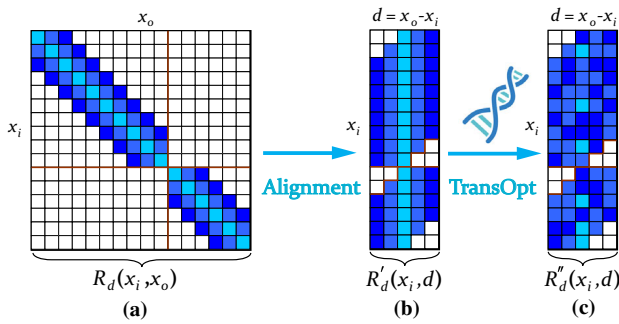 x_o
d = x_o - x_i
d = x_o - x_i
x_i
x_i
x_i
Alignment
TransOpt
R_d(x_i, x_o)
R′_d(x_i, d)
R″_d(x_i, d)
(a)
(b)
(c)